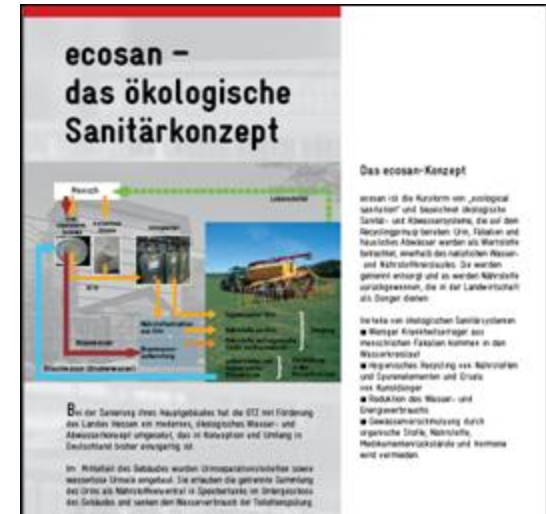 ecosan –
das ökologische
Sanitärkonzept
Mensch
Lebensmittel
Das ecosan-Konzept
ecosan ist die Kurzform von „ecological
sanitation“ und bezeichnet ökologische
Sanitär- und Abwassersysteme, die auf dem
Recyclingprinzip beruhen: Urin, Fäkalien und
häusliches Abwasser werden als Wertstoffe
betrachtet, innerhalb des natürlichen Wasser-
und Nährstoffkreislaufes. Sie werden
getrennt entsorgt und es werden Nährstoffe
zurückgewonnen, die in der Landwirtschaft
als Dünger dienen.
Vorteile von ökologischen Sanitärsystemen
● Weniger Krankheitserreger aus
menschlichen Fäkalien kommen in den
Wasserkreislauf
● Hygienisches Recycling von Nährstoffen
und Spurenelementen und Ersatz
von Kunstdünger
● Reduktion des Wasser- und
Energieverbrauchs
● Gewässerverschmutzung durch
organische Stoffe, Nährstoffe,
Medikamentenrückstände und Hormone
wird vermieden
Bei der Sanierung ihres Hauptgebäudes hat die GTZ mit Förderung
des Landes Hessen ein modernes, ökologisches Wasser- und
Abwasserkonzept umgesetzt, das in Konzeption und Umfang in
Deutschland bisher einzigartig ist.
Im Mittelteil des Gebäudes wurden Urinseparationstoiletten sowie
wasserlose Urinale eingebaut. Sie erlauben die getrennte Sammlung
des Urins als Nährstoffkonzentrat in Speichertanks im Untergeschoss
des Gebäudes und senken den Wasserverbrauch der Toilettenspülung